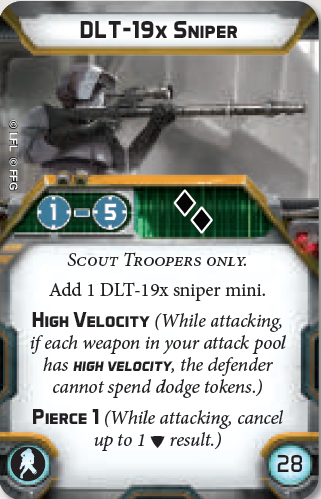 DLT-19x Sniper
© LFL © FFG
1 - 5
Scout Troopers only.
Add 1 DLT-19x sniper mini.
High Velocity (While attacking,
if each weapon in your attack pool
has high velocity, the defender
cannot spend dodge tokens.)
Pierce 1 (While attacking, cancel
up to 1 result.)
28